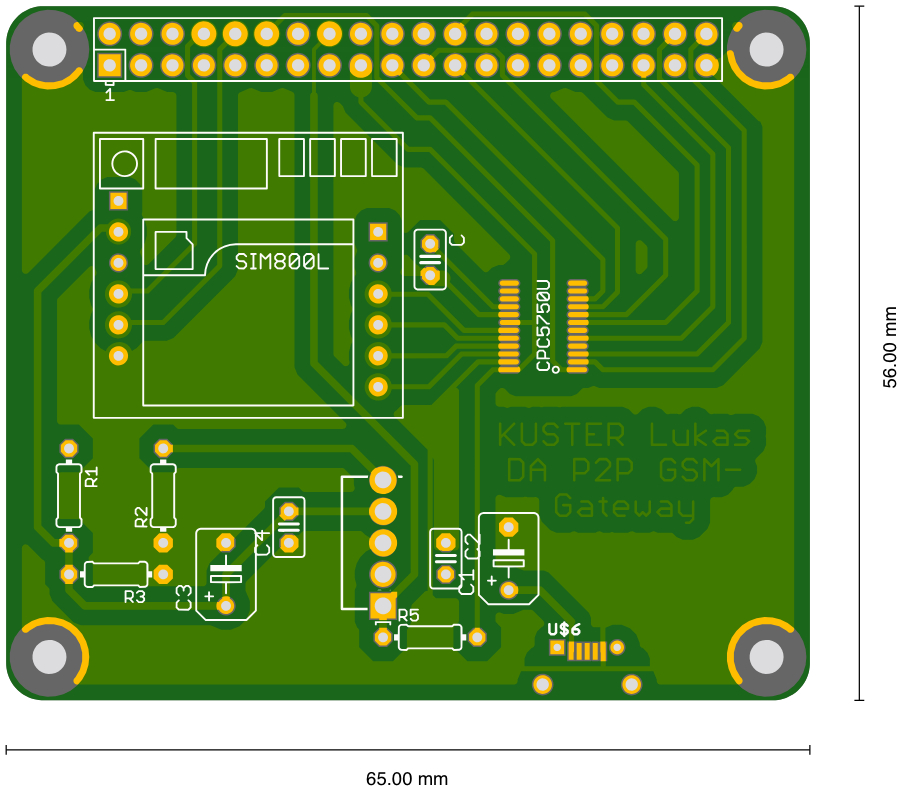 1
C
SIM800L
CPC5750U
KUSTER Lukas
DA P2P GSM-
Gateway
R1
R2
C4
C2
C1
C3
+
+
R3
R5
U$6
56.00 mm
65.00 mm